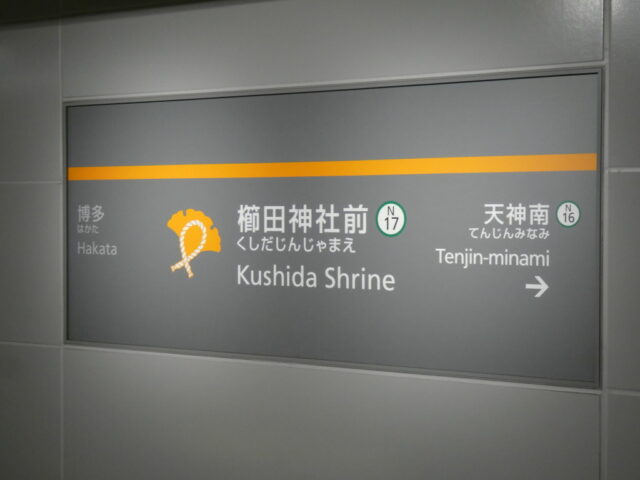 博多
はかた
Hakata
櫛田神社前
くしだじんじゃまえ
Kushida Shrine
N
17
天神南
てんじんみなみ
Tenjin-minami
N
16